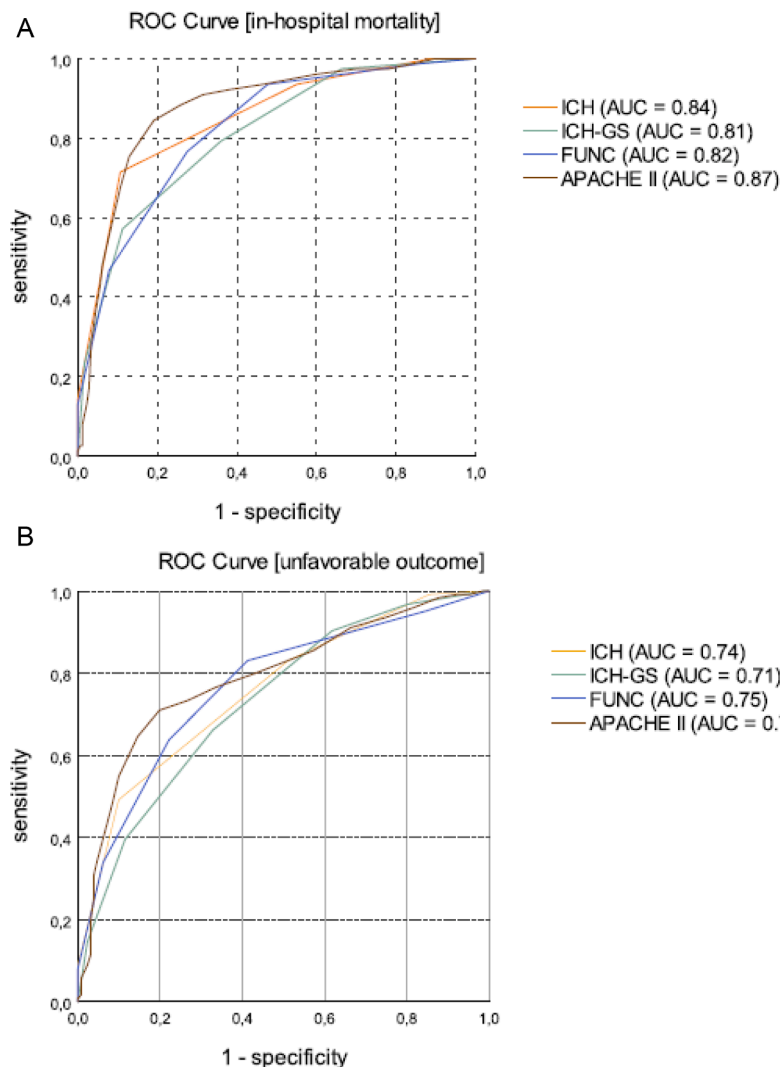 A
ROC Curve [in-hospital mortality]
1,0
0,8
0,6
0,4
0,2
0,0
sensitivity
0,0 0,2 0,4 0,6 0,8 1,0
1 - specificity
ICH (AUC = 0.84)
ICH-GS (AUC = 0.81)
FUNC (AUC = 0.82)
APACHE II (AUC = 0.87)
B
ROC Curve [unfavorable outcome]
1,0
0,8
0,6
0,4
0,2
0,0
sensitivity
0,0 0,2 0,4 0,6 0,8 1,0
1 - specificity
ICH (AUC = 0.74)
ICH-GS (AUC = 0.71)
FUNC (AUC = 0.75)
APACHE II (AUC = 0.